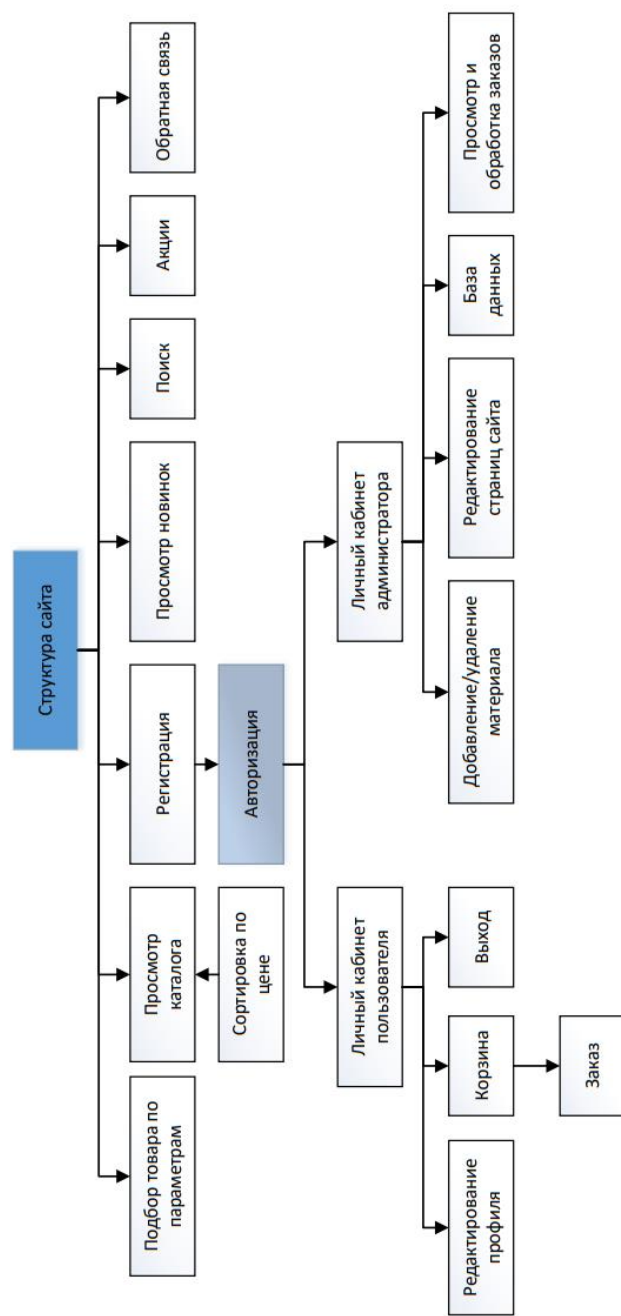 Структура сайта
Подбор товара по
параметрам
Просмотр
каталога
Регистрация
Просмотр новинок
Поиск
Акции
Обратная связь
Сортировка по
цене
Авторизация
Личный кабинет
пользователя
Личный кабинет
администратора
Редактирование
профиля
Корзина
Выход
Добавление/удаление
материала
Редактирование
страниц сайта
База
данных
Просмотр и
обработка заказов
Заказ